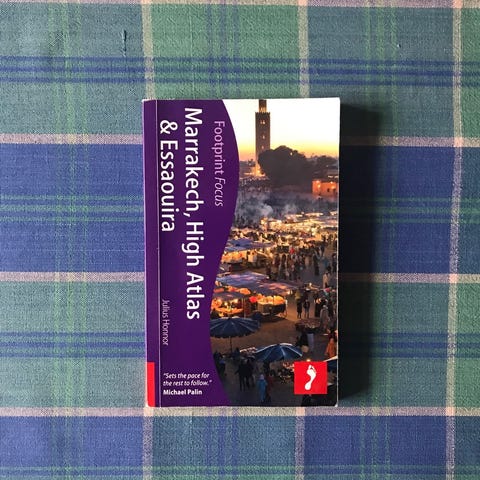 Footprint Focus
Marrakech, High Atlas
& Essaouira
Julius Honnor
"Sets the pace for
the rest to follow."
Michael Palin